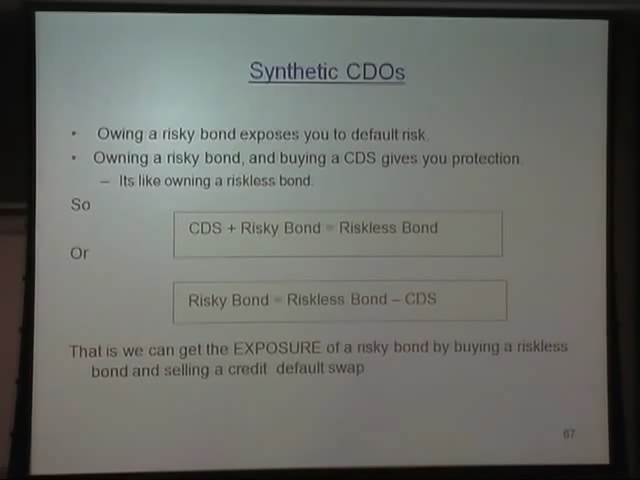 Synthetic CDOs
• Owing a risky bond exposes you to default risk.
• Owning a risky bond, and buying a CDS gives you protection.
– Its like owning a riskless bond.
So
CDS + Risky Bond = Riskless Bond
Or
Risky Bond = Riskless Bond – CDS
That is we can get the EXPOSURE of a risky bond by buying a riskless
bond and selling a credit default swap
67